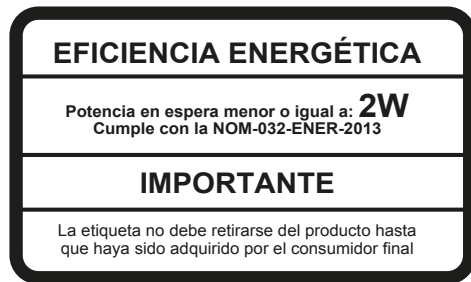 EFICIENCIA ENERGÉTICA
Potencia en espera menor o igual a: 2W
Cumple con la NOM-032-ENER-2013
IMPORTANTE
La etiqueta no debe retirarse del producto hasta
que haya sido adquirido por el consumidor final